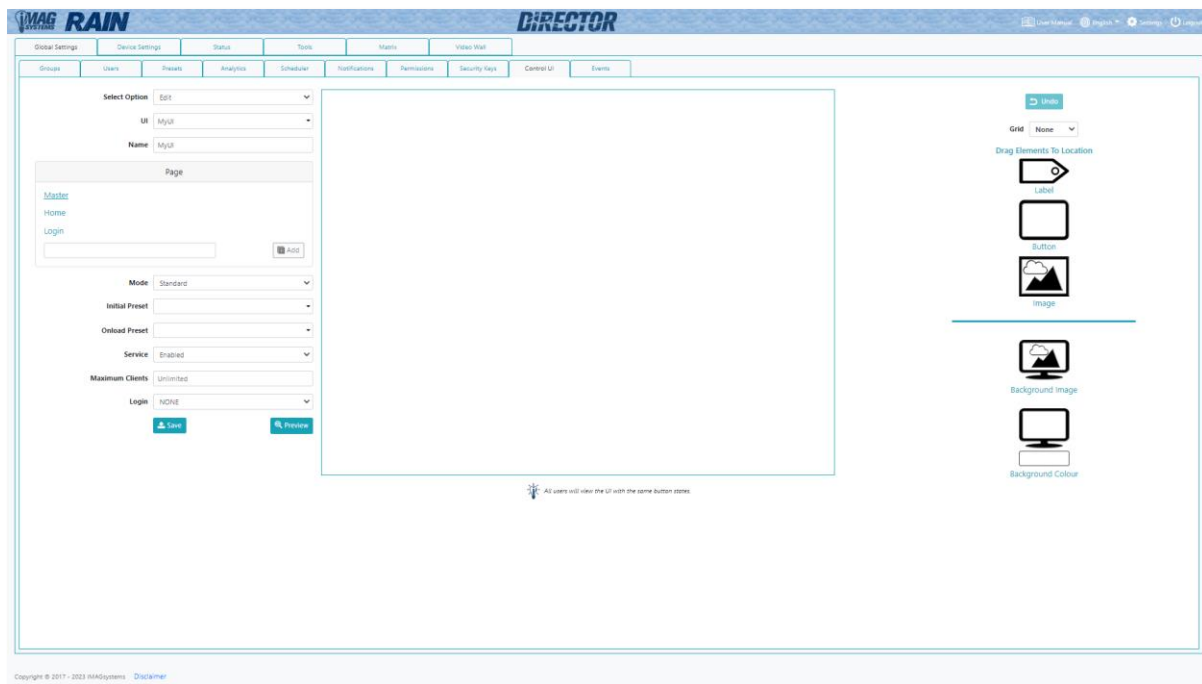 iMAG SYSTEMS RAIN DiRECTOR User Manual English Settings Logout
Global Settings Device Settings Status Tools Matrix Video Wall
Groups Users Presets Analytics Scheduler Notifications Permissions Security Keys Control UI Events
Select Option Edit
UI MyUI
Name MyUI
Page
Master
Home
Login
Add
Mode Standard
Initial Preset
Onload Preset
Service Enabled
Maximum Clients Unlimited
Login NONE
Save Preview
All users will view the UI with the same button states
Undo
Grid None
Drag Elements To Location
Label
Button
Image
Background Image
Background Colour
Copyright © 2017 - 2023 IMAGsystems Disclaimer